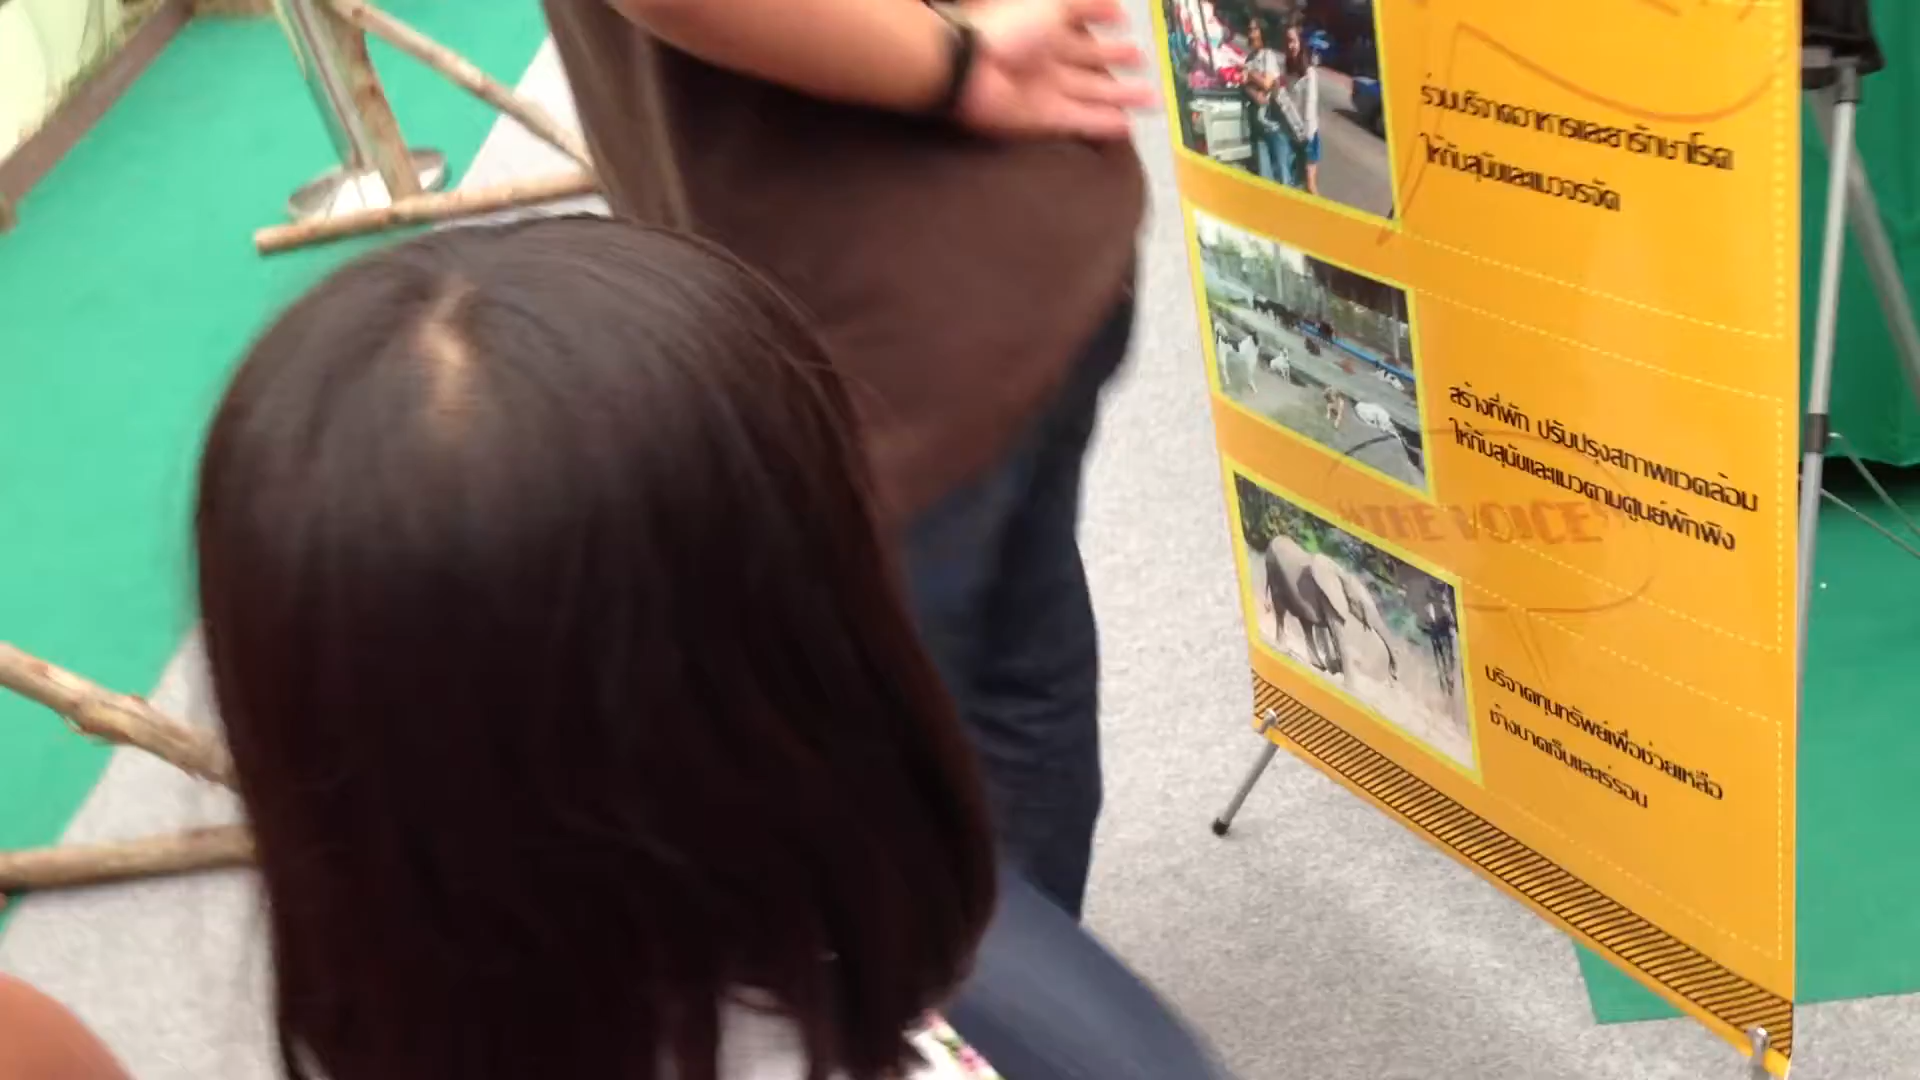 ร่วมบริจาคอาหารและยารักษาโรค
ให้กับสุนัขและแมวจรจัด
สร้างที่พัก ปรับปรุงสภาพแวดล้อม
ให้กับสุนัขและแมวตามศูนย์พักพิง
"THE VOICE"
บริจาคทุนทรัพย์เพื่อช่วยเหลือ
ช้างบาดเจ็บและเร่ร่อน